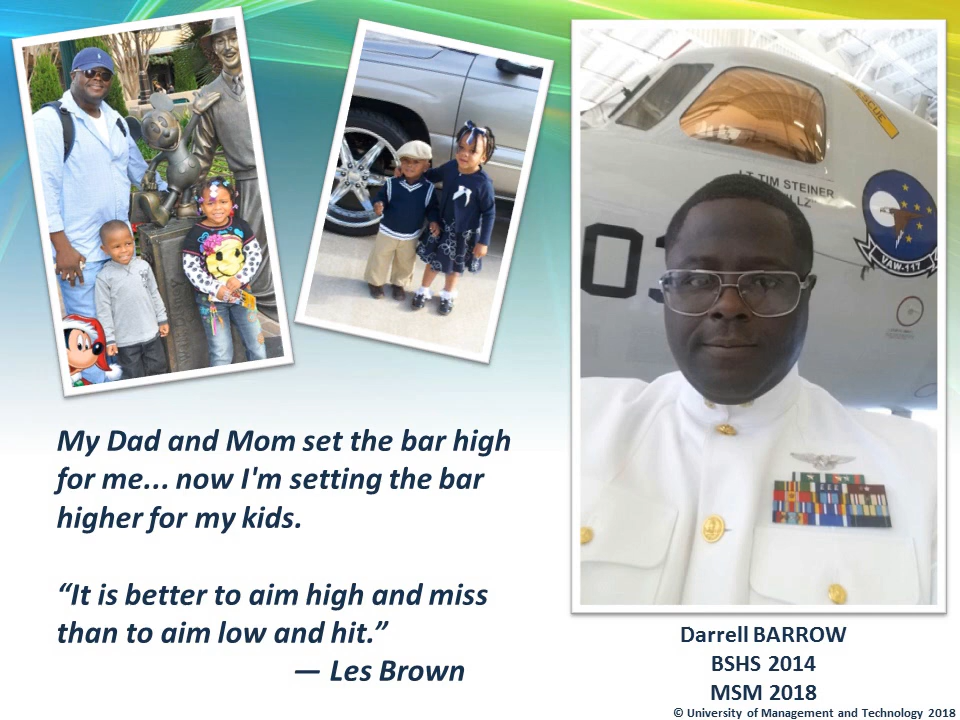 LT TIM STEINER
RESCUE
VAW-117
My Dad and Mom set the bar high
for me... now I'm setting the bar
higher for my kids.
“It is better to aim high and miss
than to aim low and hit.”
— Les Brown
Darrell BARROW
BSHS 2014
MSM 2018
© University of Management and Technology 2018